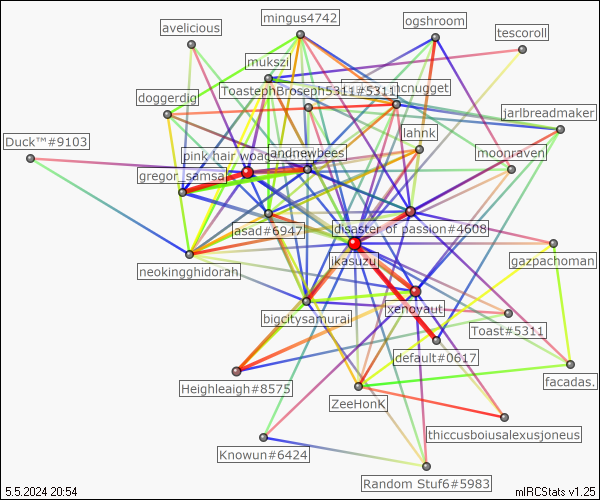 mingus4742
avelicious
ogshroom
tescoroll
mukszi
ToastephBroseph5311#5311
cnugget
doggerdig
jarlbreadmaker
lahnk
Duck™#9103
pink hair woag
andnewbees
moonraven
gregor_samsa
asad#6947
disaster of passion#4608
ikasuzu
gazpachoman
neokingghidorah
xenovaut
bigcitysamurai
Toast#5311
default#0617
Heighleaigh#8575
facadas.
ZeeHonK
thiccusboiusalexusjoneus
Knowun#6424
Random Stuf6#5983
5.5.2024 20:54
mIRCStats v1.25